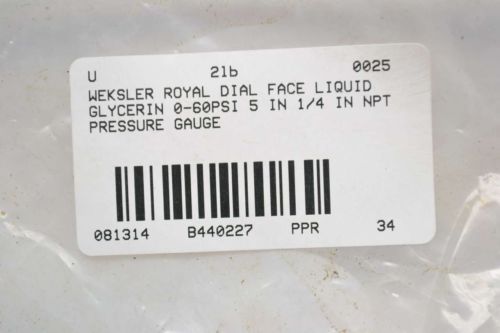 U 21b 0025
WEKSLER ROYAL DIAL FACE LIQUID
GLYCERIN 0-60PSI 5 IN 1/4 IN NPT
PRESSURE GAUGE
081314 B440227 PPR 34